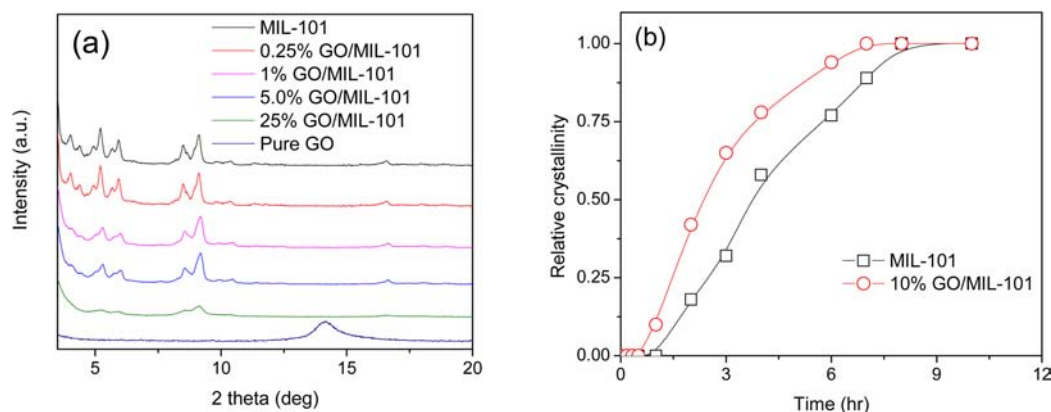 (a)
MIL-101
0.25% GO/MIL-101
1% GO/MIL-101
5.0% GO/MIL-101
25% GO/MIL-101
Pure GO
Intensity (a.u.)
5 10 15 20
2 theta (deg)
(b)
1.00
0.75
0.50
0.25
0.00
Relative crystallinity
MIL-101
10% GO/MIL-101
0 3 6 9 12
Time (hr)